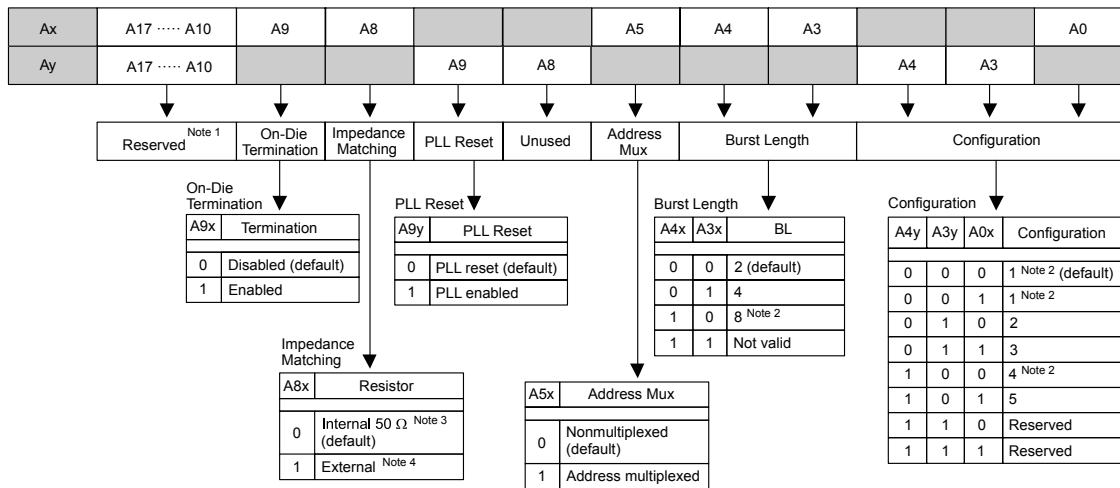 Ax A17 ····· A10 A9 A8 A5 A4 A3 A0
Ay A17 ····· A10 A9 A8 A4 A3
Reserved Note 1 On-Die Termination Impedance Matching PLL Reset Unused Address Mux Burst Length Configuration
On-Die
Termination
A9x Termination
0 Disabled (default)
1 Enabled
PLL Reset
A9y PLL Reset
0 PLL reset (default)
1 PLL enabled
Burst Length
A4x A3x BL
0 0 2 (default)
0 1 4
1 0 8 Note 2
1 1 Not valid
Configuration
A4y A3y A0x Configuration
0 0 0 1 Note 2 (default)
0 0 1 1 Note 2
0 1 0 2
0 1 1 3
1 0 0 4 Note 2
1 0 1 5
1 1 0 Reserved
1 1 1 Reserved
Impedance
Matching
A8x Resistor
0 Internal 50 Ω Note 3
(default)
1 External Note 4
A5x Address Mux
0 Nonmultiplexed
(default)
1 Address multiplexed